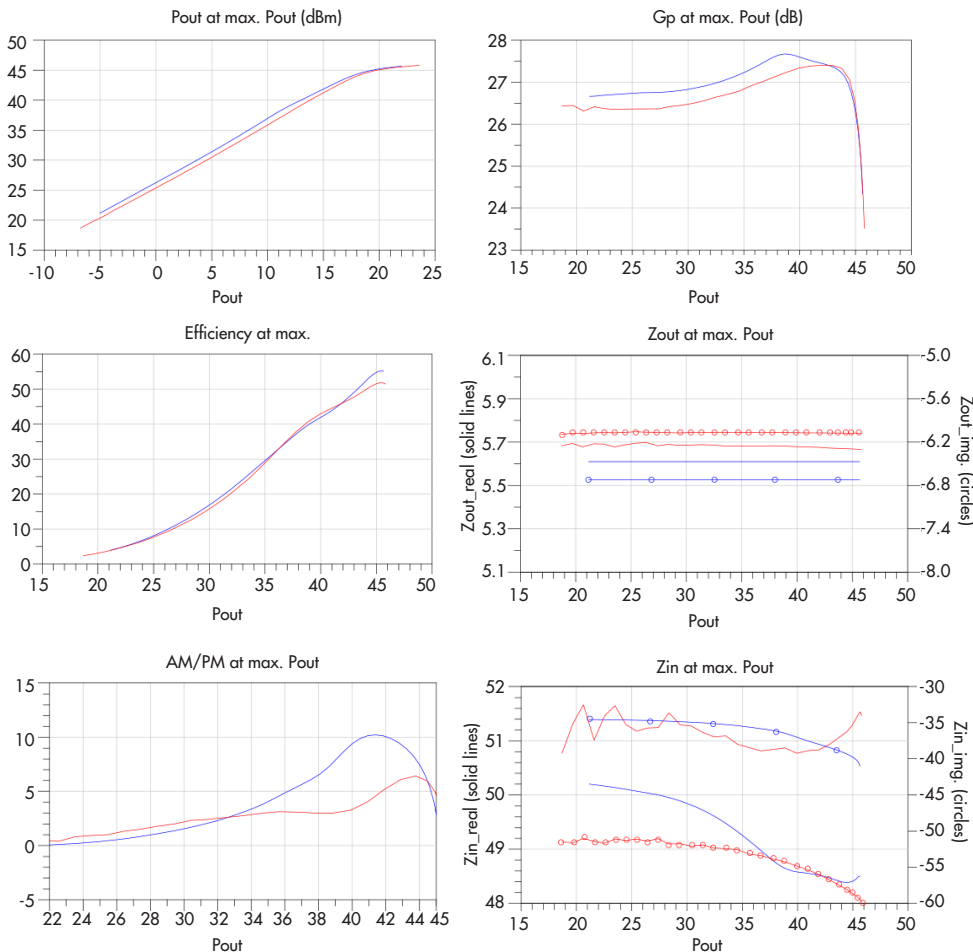 Pout at max. Pout (dBm)
50
45
40
35
30
25
20
15
-10 -5 0 5 10 15 20 25
Pout
Gp at max. Pout (dB)
28
27
26
25
24
23
15 20 25 30 35 40 45 50
Pout
Efficiency at max.
60
50
40
30
20
10
0
15 20 25 30 35 40 45 50
Pout
Zout at max. Pout
Zout_real (solid lines)
6.1
5.9
5.7
5.5
5.3
5.1
15 20 25 30 35 40 45 50
Pout
-5.0
-5.6
-6.2
-6.8
-7.4
-8.0
Zout_img. (circles)
AM/PM at max. Pout
15
10
5
0
-5
22 24 26 28 30 32 34 36 38 40 42 44 45
Pout
Zin at max. Pout
Zin_real (solid lines)
52
51
50
49
48
15 20 25 30 35 40 45 50
Pout
-30
-35
-40
-45
-50
-55
-60
Zin_img. (circles)